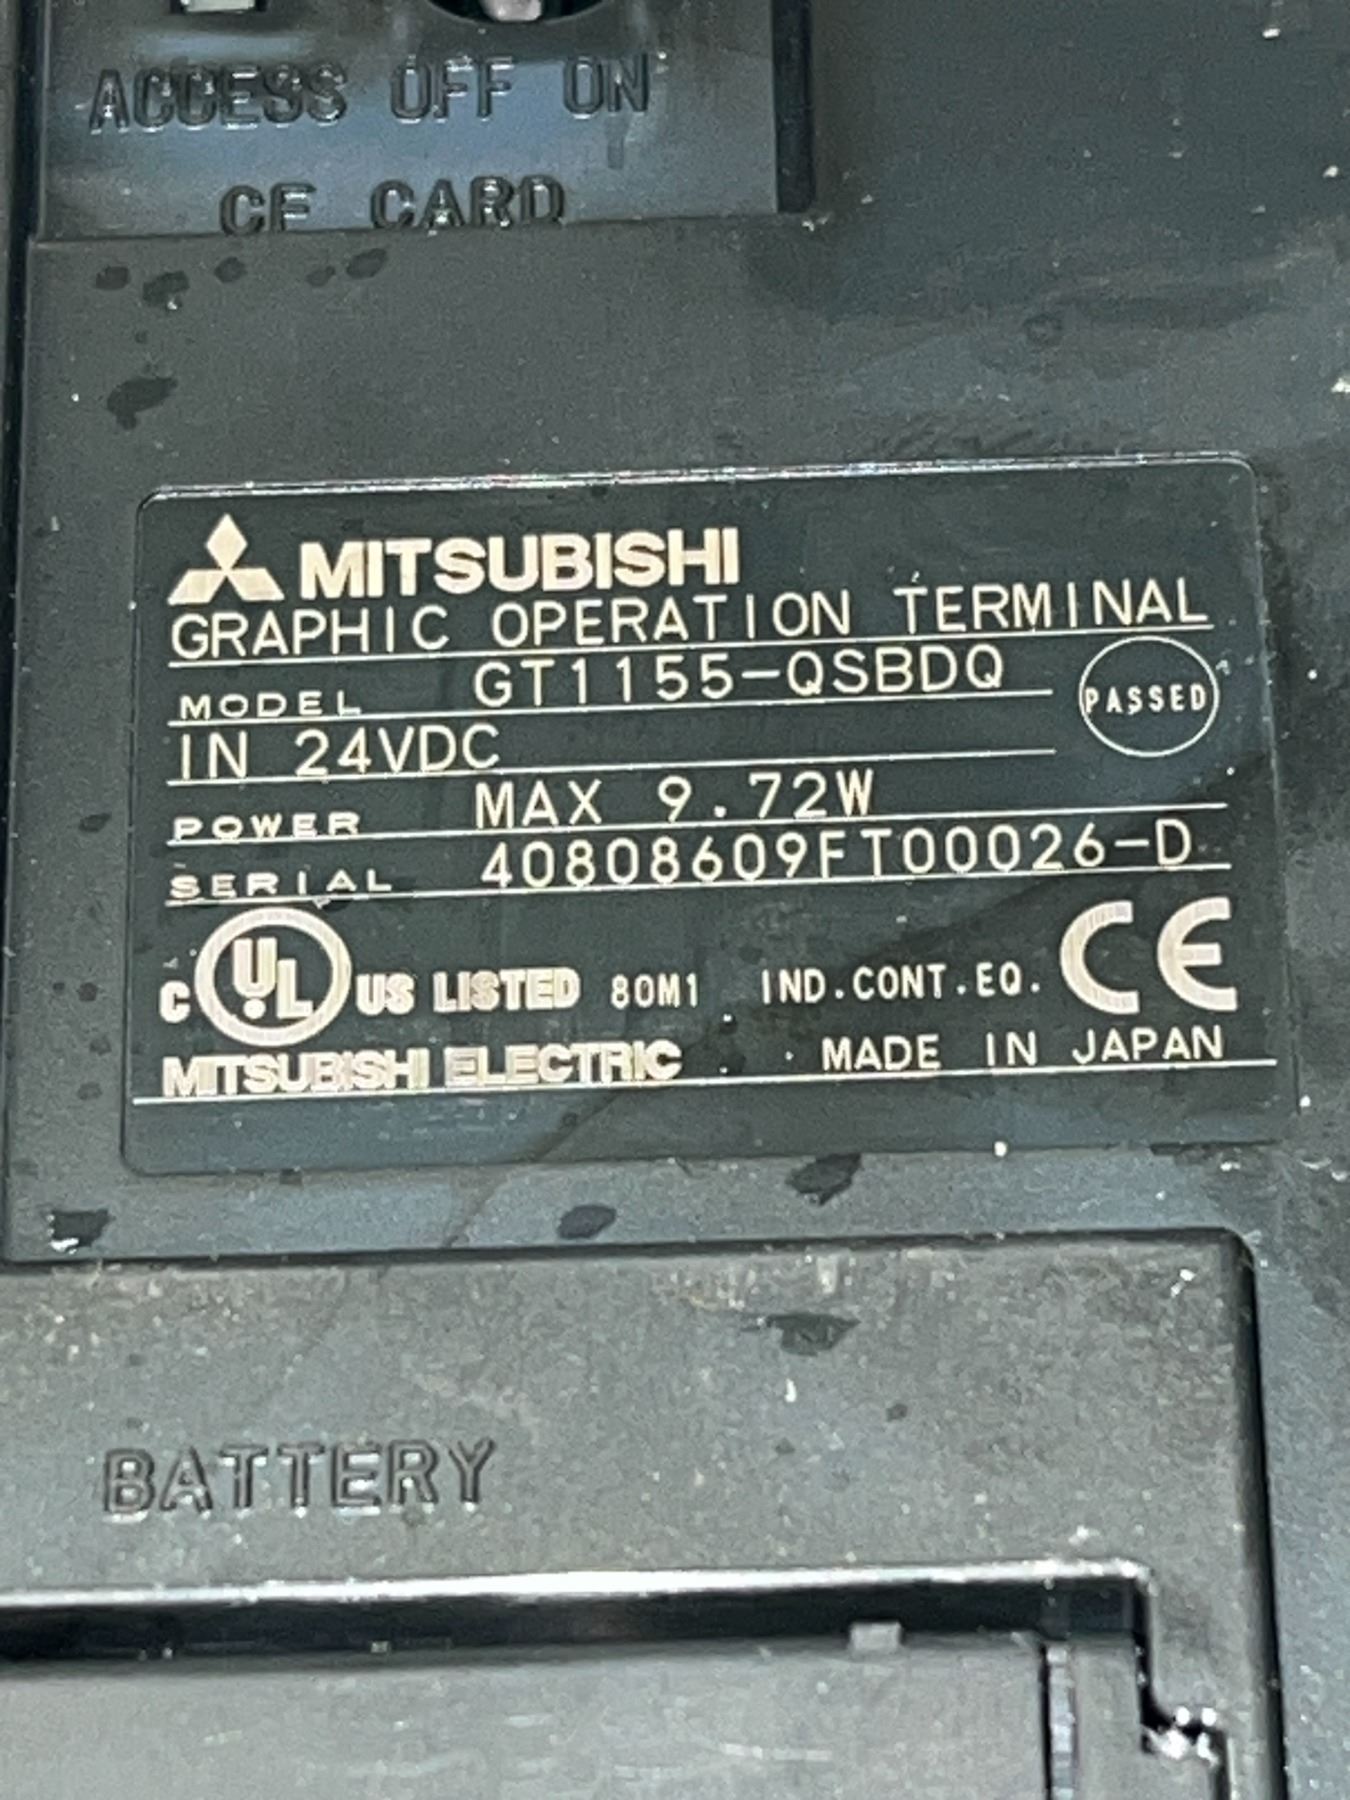 ACCESS OFF ON
CF CARD
MITSUBISHI
GRAPHIC OPERATION TERMINAL
MODEL GT1155-QSBDQ
PASSED
IN 24VDC
POWER MAX 9.72W
SERIAL 40808609FT00026-D
C UL US LISTED 80M1 IND.CONT.EQ. CE
MITSUBISHI ELECTRIC MADE IN JAPAN
BATTERY